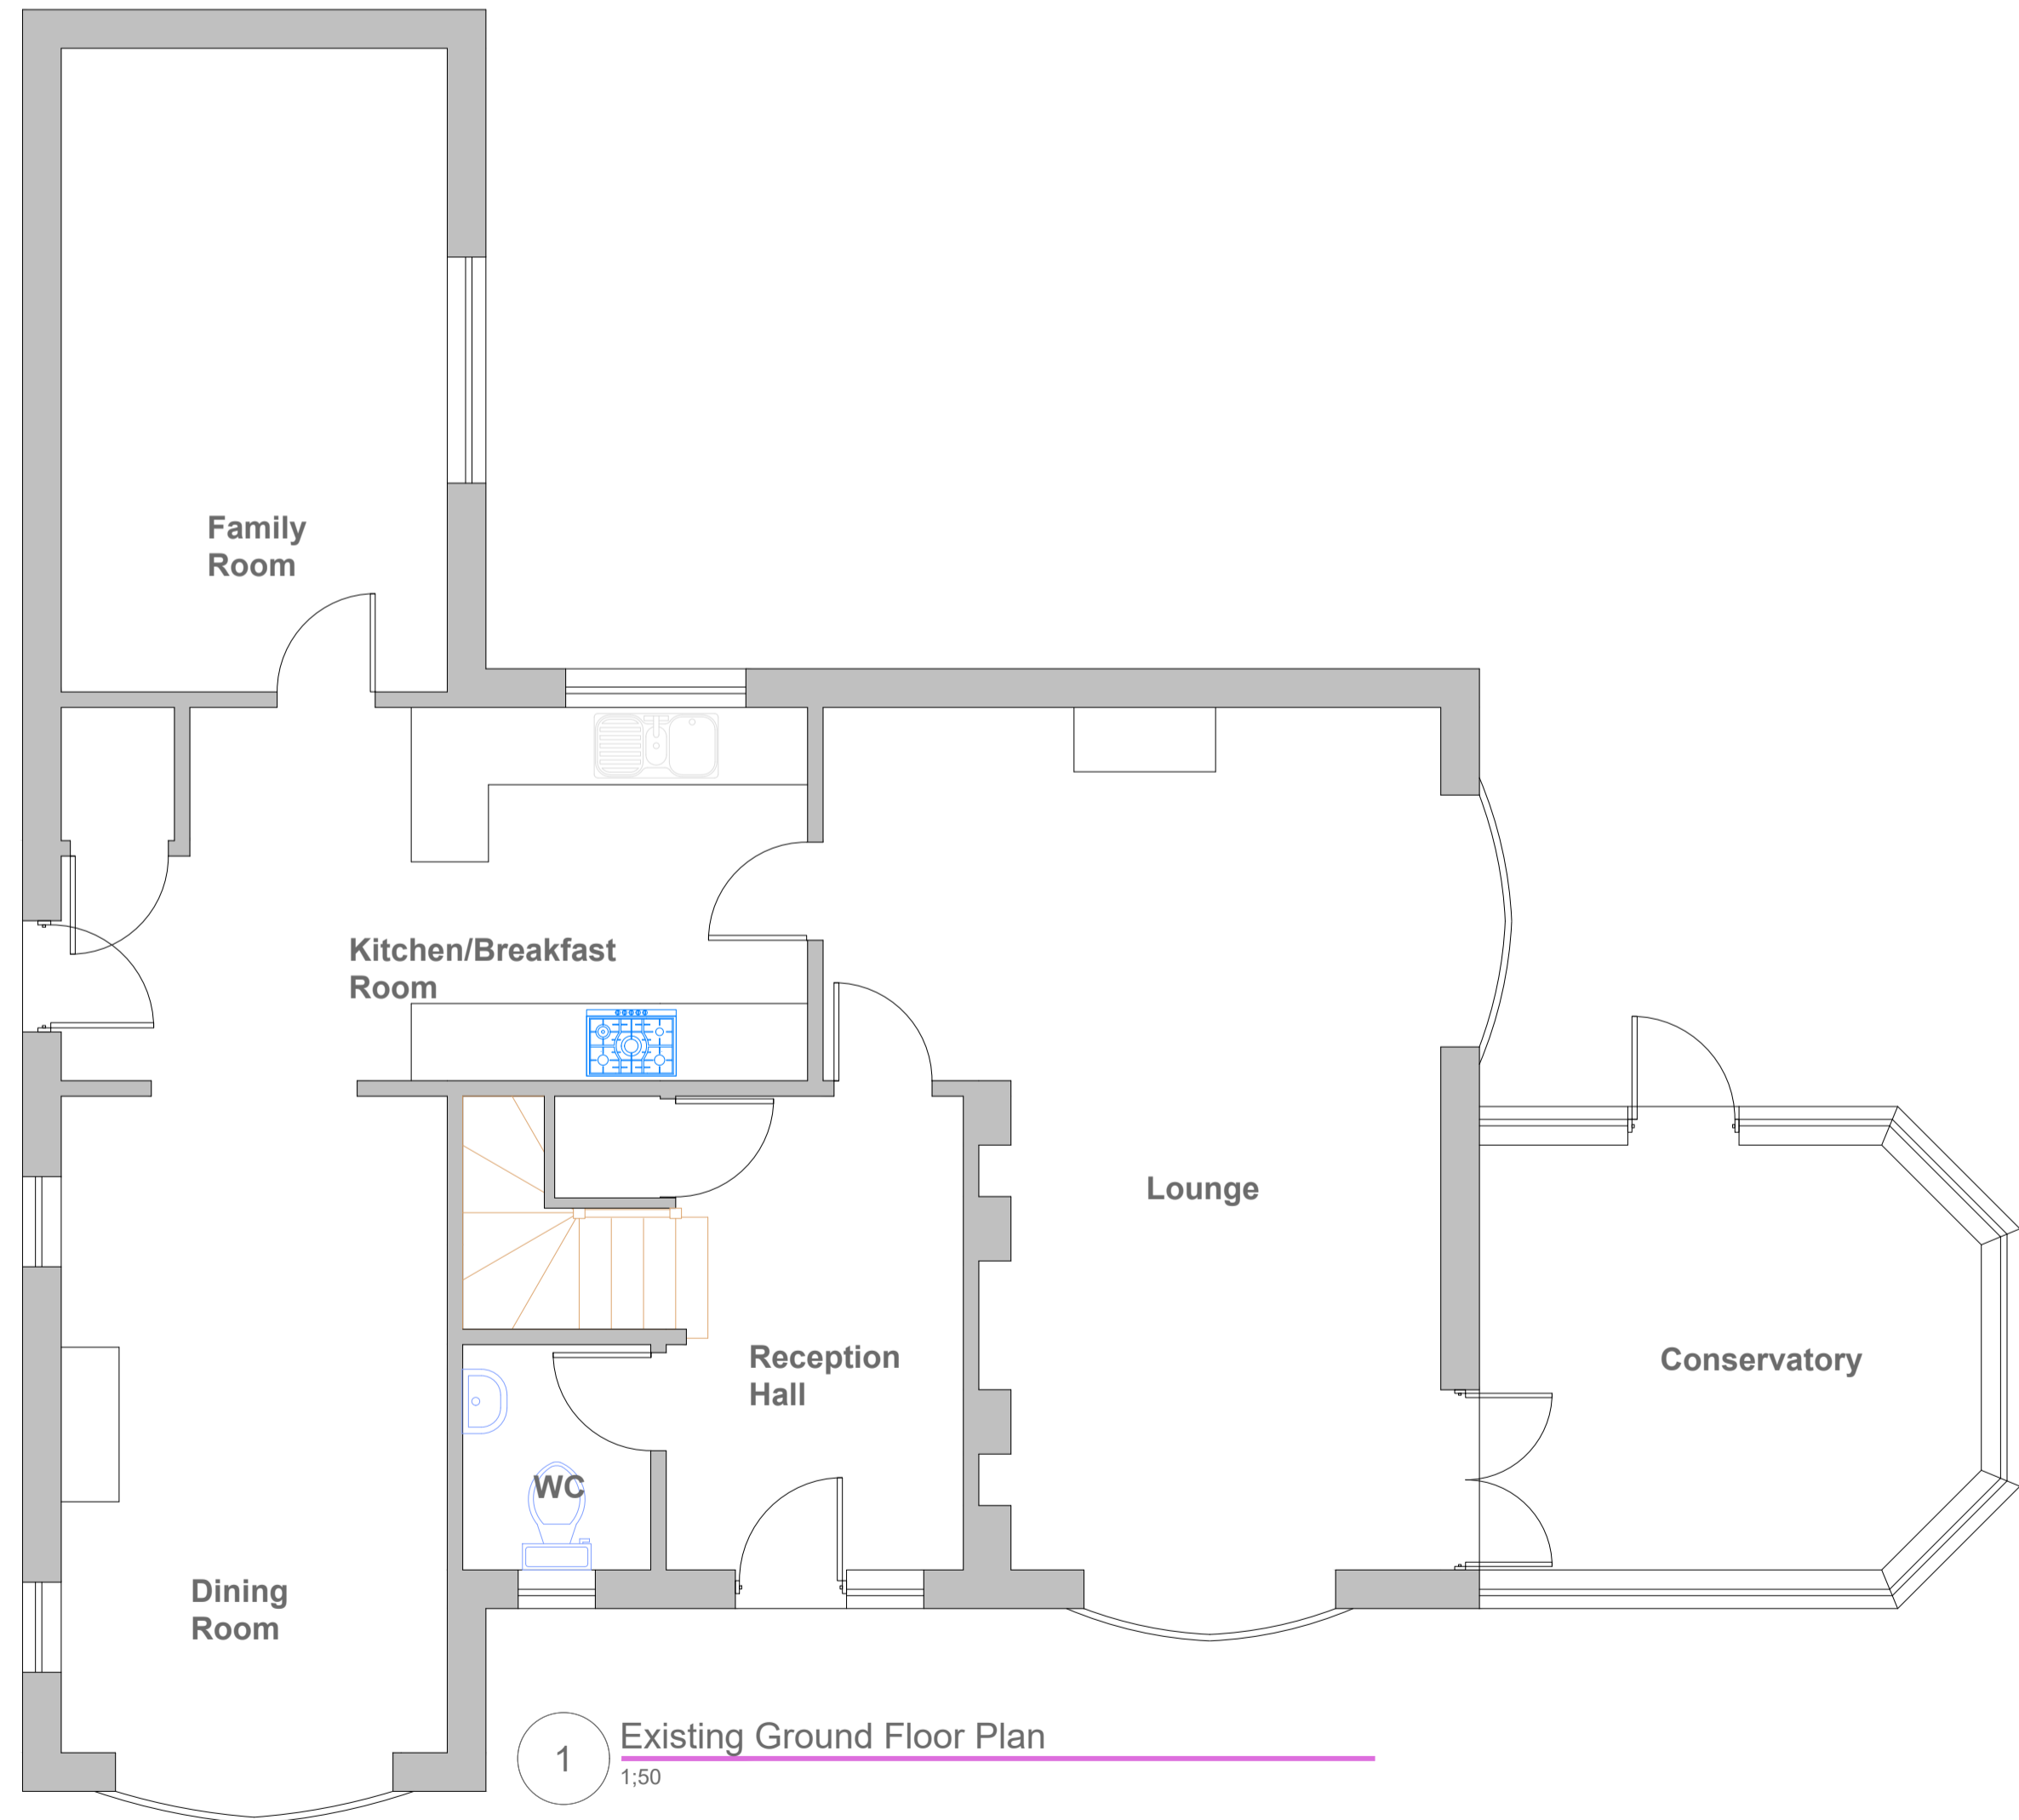 Family
Room
Kitchen/Breakfast
Room
Lounge
Reception
Hall
Conservatory
WC
Dining
Room
1
Existing Ground Floor Plan
1;50